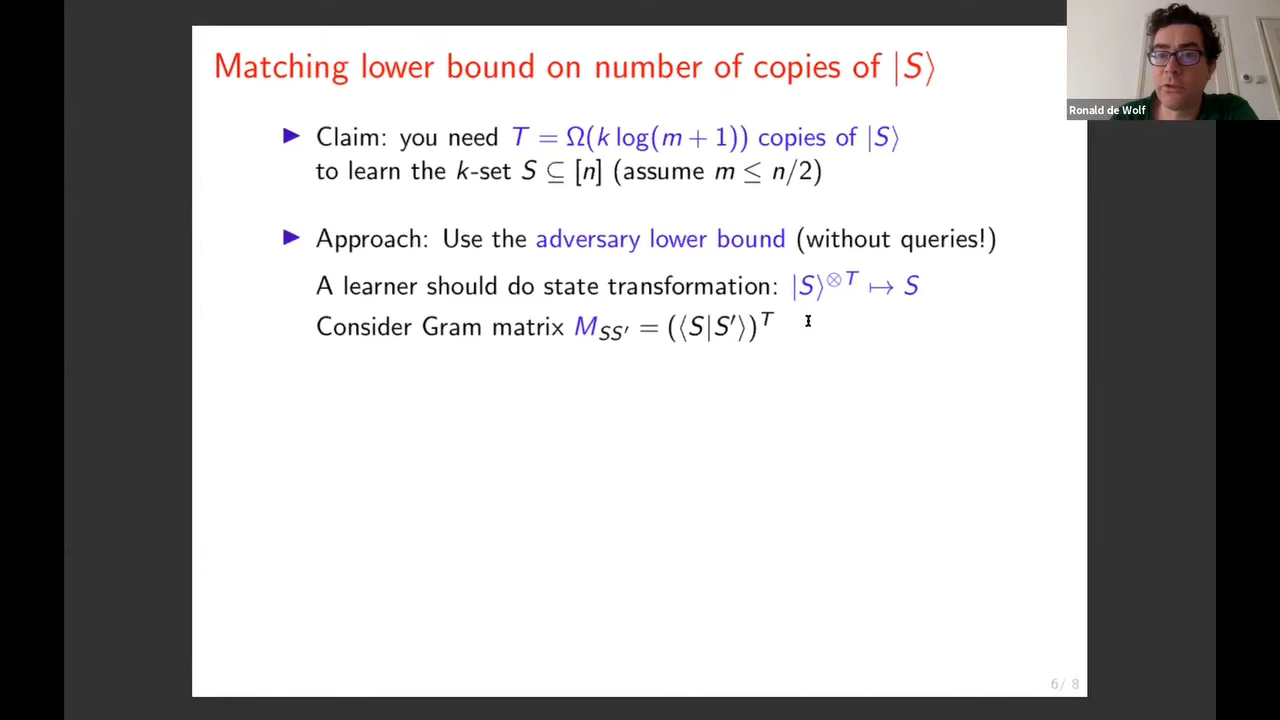 Matching lower bound on number of copies of |S⟩
▶ Claim: you need T = Ω(k log(m + 1)) copies of |S⟩
to learn the k-set S ⊆ [n] (assume m ≤ n/2)
▶ Approach: Use the adversary lower bound (without queries!)
A learner should do state transformation: |S⟩^{⊗T} ↦ S
Consider Gram matrix M_{SS′} = (⟨S|S′⟩)^T
6/ 8
Ronald de Wolf